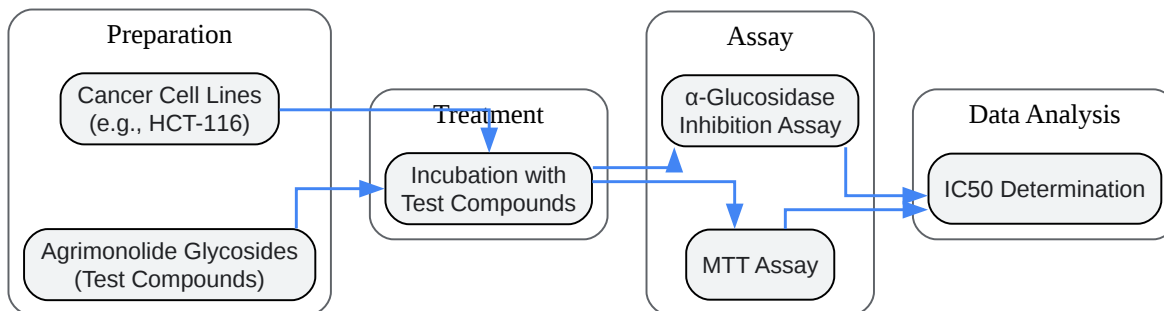 Preparation
Cancer Cell Lines
(e.g., HCT-116)
Agrimonolide Glycosides
(Test Compounds)
Treatment
Incubation with
Test Compounds
Assay
α-Glucosidase
Inhibition Assay
MTT Assay
Data Analysis
IC50 Determination